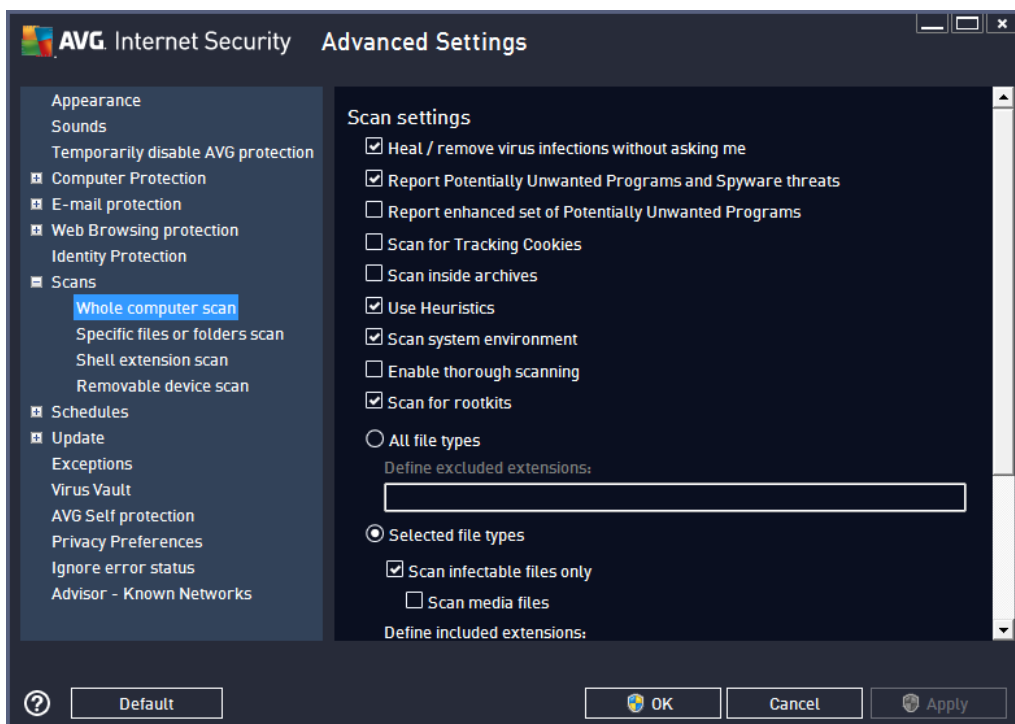 AVG. Internet Security Advanced Settings
Appearance
Sounds
Temporarily disable AVG protection
Computer Protection
E-mail protection
Web Browsing protection
Identity Protection
Scans
Whole computer scan
Specific files or folders scan
Shell extension scan
Removable device scan
Schedules
Update
Exceptions
Virus Vault
AVG Self protection
Privacy Preferences
Ignore error status
Advisor - Known Networks
Scan settings
Heal / remove virus infections without asking me
Report Potentially Unwanted Programs and Spyware threats
Report enhanced set of Potentially Unwanted Programs
Scan for Tracking Cookies
Scan inside archives
Use Heuristics
Scan system environment
Enable thorough scanning
Scan for rootkits
All file types
Define excluded extensions:
Selected file types
Scan infectable files only
Scan media files
Define included extensions:
Default
OK
Cancel
Apply